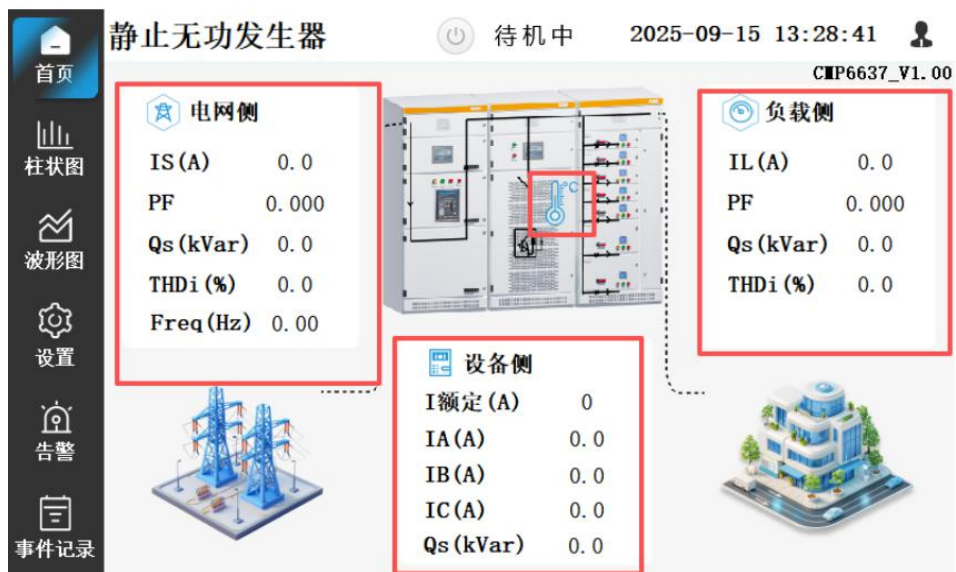 静止无功发生器
待机中
2025-09-15 13:28:41
CMP6637_V1.00
首页
柱状图
波形图
设置
告警
事件记录
电网侧
IS(A) 0.0
PF 0.000
Qs(kVar) 0.0
THDi(%) 0.0
Freq(Hz) 0.00
°C
负载侧
IL(A) 0.0
PF 0.000
Qs(kVar) 0.0
THDi(%) 0.0
设备侧
I额定(A) 0
IA(A) 0.0
IB(A) 0.0
IC(A) 0.0
Qs(kVar) 0.0